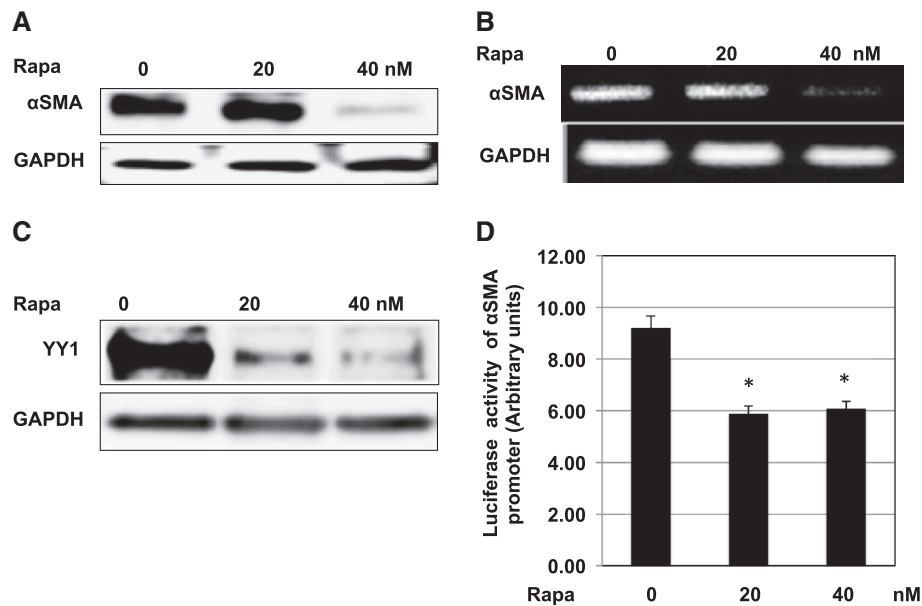 A
Rapa 0 20 40 nM
αSMA
GAPDH
B
Rapa 0 20 40 nM
αSMA
GAPDH
C
Rapa 0 20 40 nM
YY1
GAPDH
D
12.00
10.00
8.00
6.00
4.00
2.00
0.00
Luciferase activity of αSMA
promoter (Arbitrary units)
* *
Rapa 0 20 40 nM